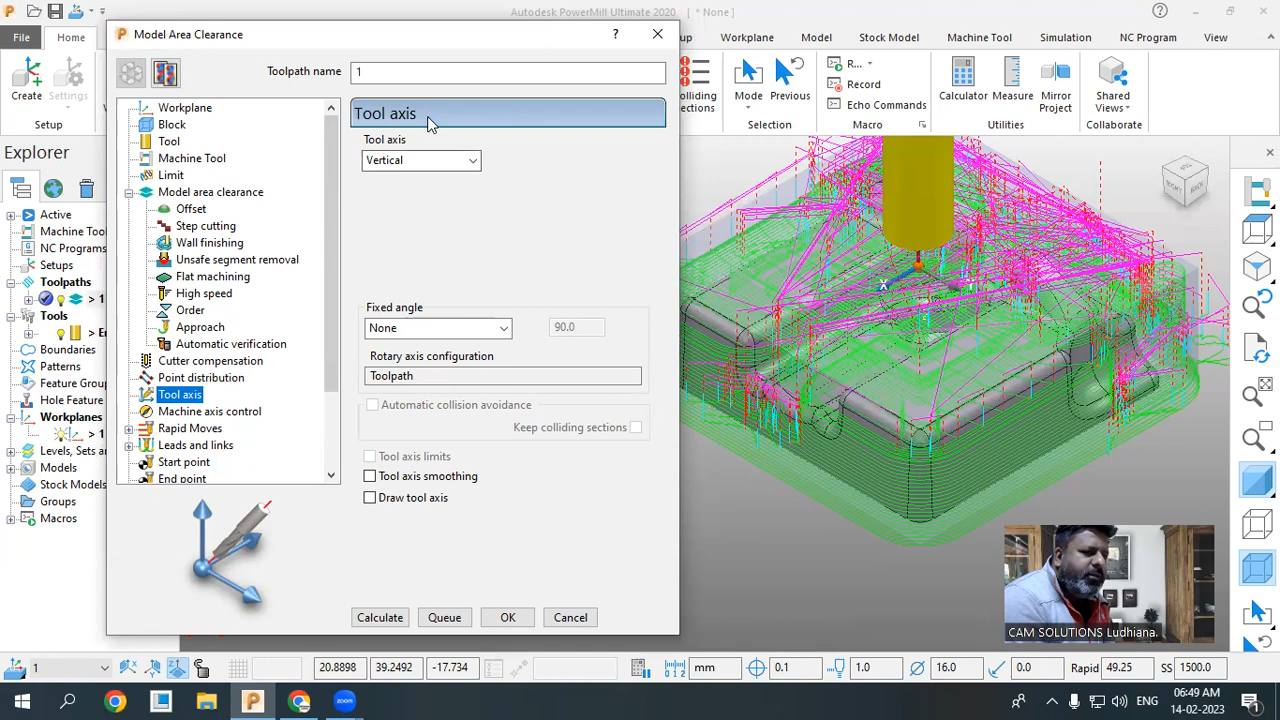 Autodesk PowerMill Ultimate 2020 [ * None ]
Model Area Clearance
File
Home
Workplane
Model
Stock Model
Machine Tool
Simulation
NC Program
View
Create
Settings
Setup
Toolpath name
1
Mode
Previous
Selection
R...
Record
Echo Commands
Macro
Calculator
Measure
Mirror
Project
Utilities
Shared
Views
Collaborate
Explorer
Active
Machine Tool
NC Programs
Setups
Toolpaths
> 1
Tools
Boundaries
Patterns
Feature Group
Hole Feature
Workplanes
> 1
Levels, Sets a
Models
Stock Models
Groups
Macros
Workplane
Block
Tool
Machine Tool
Limit
Model area clearance
Offset
Step cutting
Wall finishing
Unsafe segment removal
Flat machining
High speed
Order
Approach
Automatic verification
Cutter compensation
Point distribution
Tool axis
Machine axis control
Rapid Moves
Leads and links
Start point
End point
Tool axis
Tool axis
Vertical
Fixed angle
None
90.0
Rotary axis configuration
Toolpath
Automatic collision avoidance
Keep colliding sections
Tool axis limits
Tool axis smoothing
Draw tool axis
Calculate
Queue
OK
Cancel
X
RIGHT
BACK
CAM SOLUTIONS Ludhiana.
1
20.8898
39.2492
-17.734
mm
0.1
1.0
16.0
0.0
Rapid
49.25
SS
1500.0
ENG
06:49 AM
14-02-2023
1